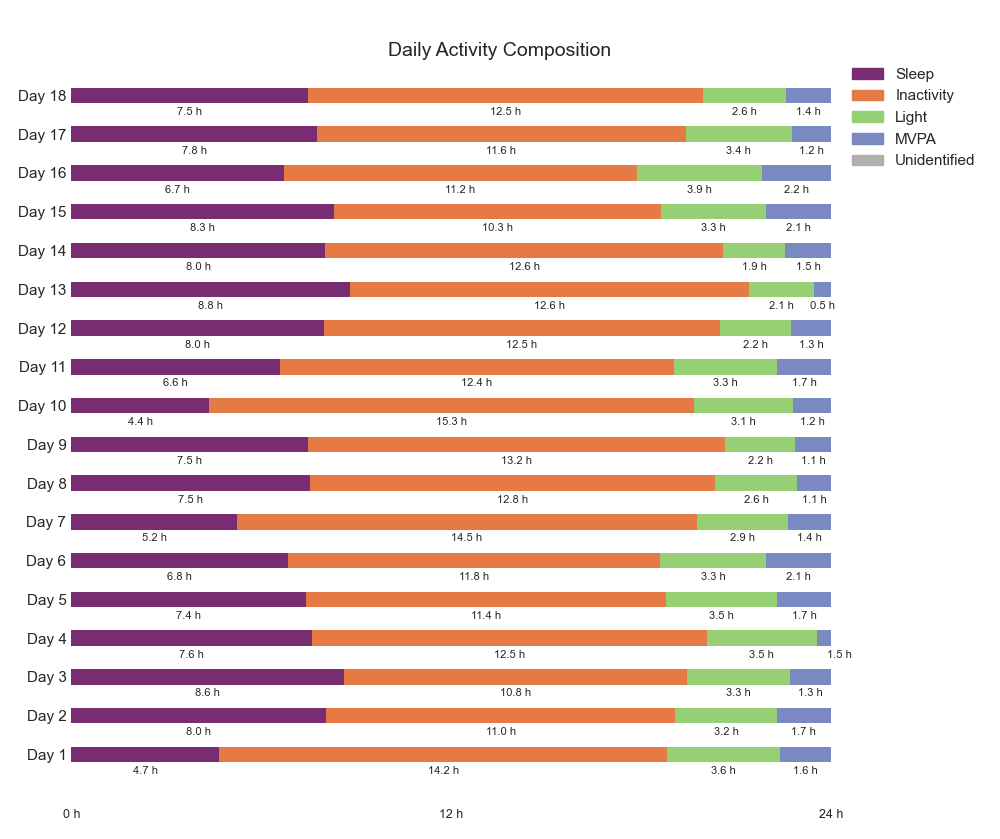 Daily Activity Composition
Sleep
Inactivity
Light
MVPA
Unidentified
Day 18
7.5 h 12.5 h 2.6 h 1.4 h
Day 17
7.8 h 11.6 h 3.4 h 1.2 h
Day 16
6.7 h 11.2 h 3.9 h 2.2 h
Day 15
8.3 h 10.3 h 3.3 h 2.1 h
Day 14
8.0 h 12.6 h 1.9 h 1.5 h
Day 13
8.8 h 12.6 h 2.1 h 0.5 h
Day 12
8.0 h 12.5 h 2.2 h 1.3 h
Day 11
6.6 h 12.4 h 3.3 h 1.7 h
Day 10
4.4 h 15.3 h 3.1 h 1.2 h
Day 9
7.5 h 13.2 h 2.2 h 1.1 h
Day 8
7.5 h 12.8 h 2.6 h 1.1 h
Day 7
5.2 h 14.5 h 2.9 h 1.4 h
Day 6
6.8 h 11.8 h 3.3 h 2.1 h
Day 5
7.4 h 11.4 h 3.5 h 1.7 h
Day 4
7.6 h 12.5 h 3.5 h 1.5 h
Day 3
8.6 h 10.8 h 3.3 h 1.3 h
Day 2
8.0 h 11.0 h 3.2 h 1.7 h
Day 1
4.7 h 14.2 h 3.6 h 1.6 h
0 h 12 h 24 h